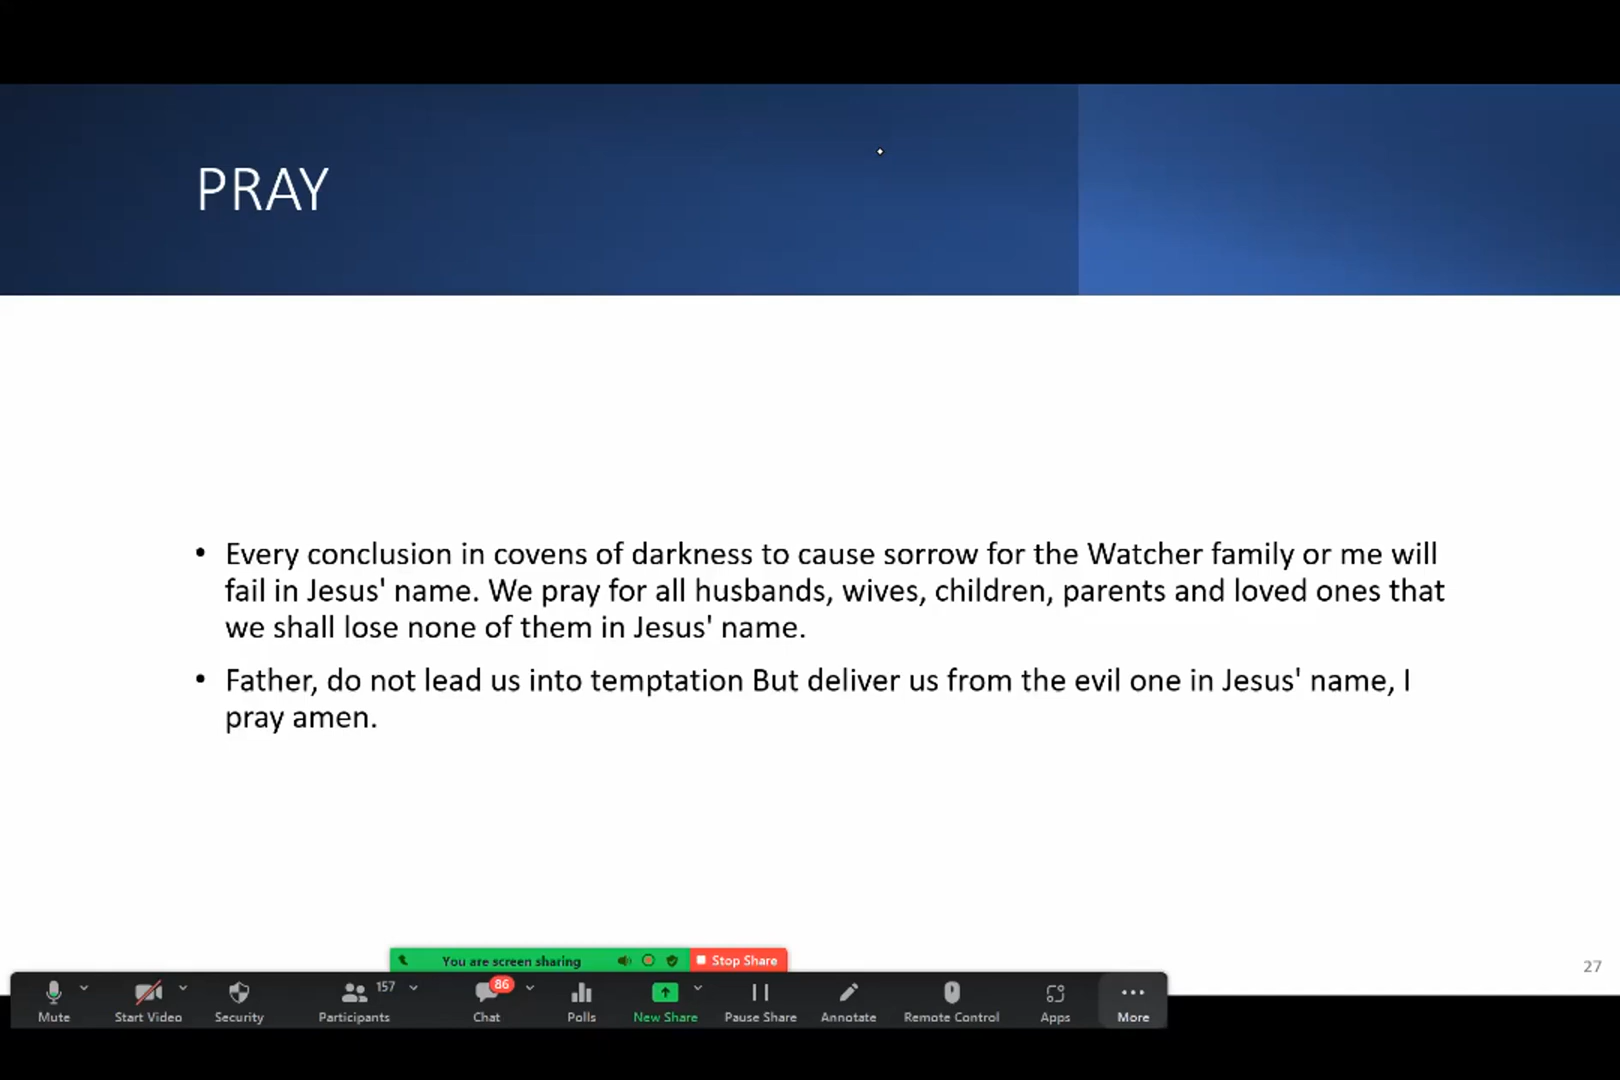 PRAY
• Every conclusion in covens of darkness to cause sorrow for the Watcher family or me will
fail in Jesus' name. We pray for all husbands, wives, children, parents and loved ones that
we shall lose none of them in Jesus' name.
• Father, do not lead us into temptation But deliver us from the evil one in Jesus' name, I
pray amen.
27
You are screen sharing Stop Share
157 86
Mute Start Video Security Participants Chat Polls New Share Pause Share Annotate Remote Control Apps More